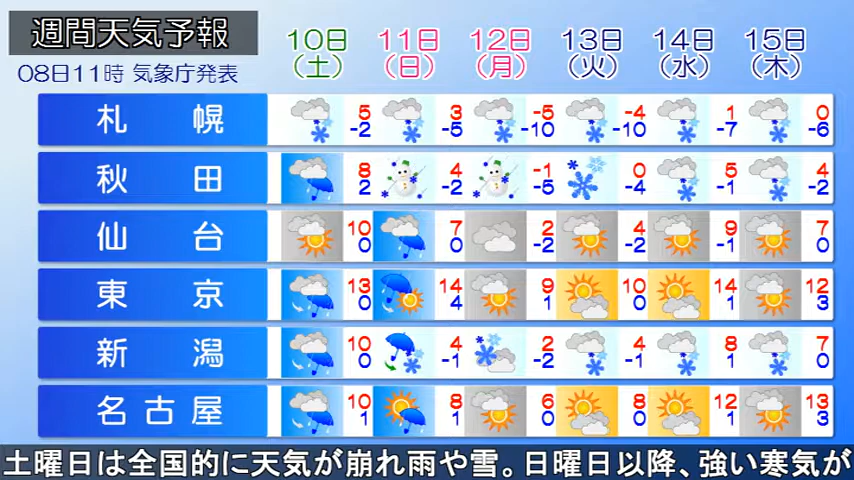 週間天気予報
08日11時 気象庁発表
10日 11日 12日 13日 14日 15日
(土) (日) (月) (火) (水) (木)
札幌 5 3 -5 -4 1 0
-2 -5 -10 -10 -7 -6
秋田 8 4 -1 0 5 4
2 -2 -5 -4 -1 -2
仙台 10 7 2 4 9 7
0 0 -2 -2 -1 0
東京 13 14 9 10 14 12
0 4 1 0 1 3
新潟 10 4 2 4 8 7
0 -1 -2 -1 1 0
名古屋 10 8 6 8 12 13
1 1 0 0 1 3
土曜日は全国的に天気が崩れ雨や雪。日曜日以降、強い寒気が